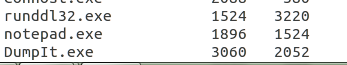 rundll32.exe 1524 3220
notepad.exe 1896 1524
DumpIt.exe 3060 2052